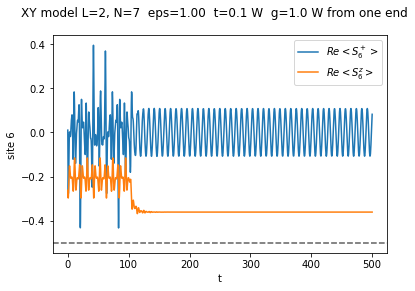 XY model L=2, N=7 eps=1.00 t=0.1 W g=1.0 W from one end
Re < S_6^+ >
Re < S_6^z >
0.4
0.2
0.0
−0.2
−0.4
site 6
0
100
200
300
400
500
t